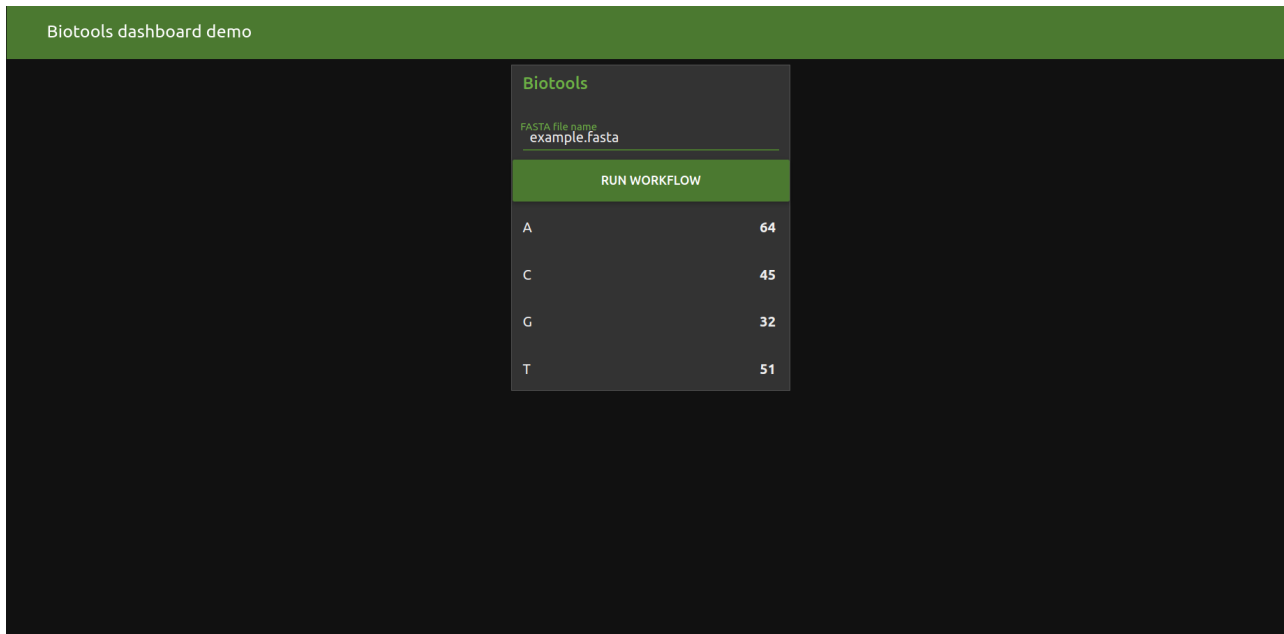 Biotools dashboard demo
Biotools
FASTA file name
example.fasta
RUN WORKFLOW
A 64
C 45
G 32
T 51